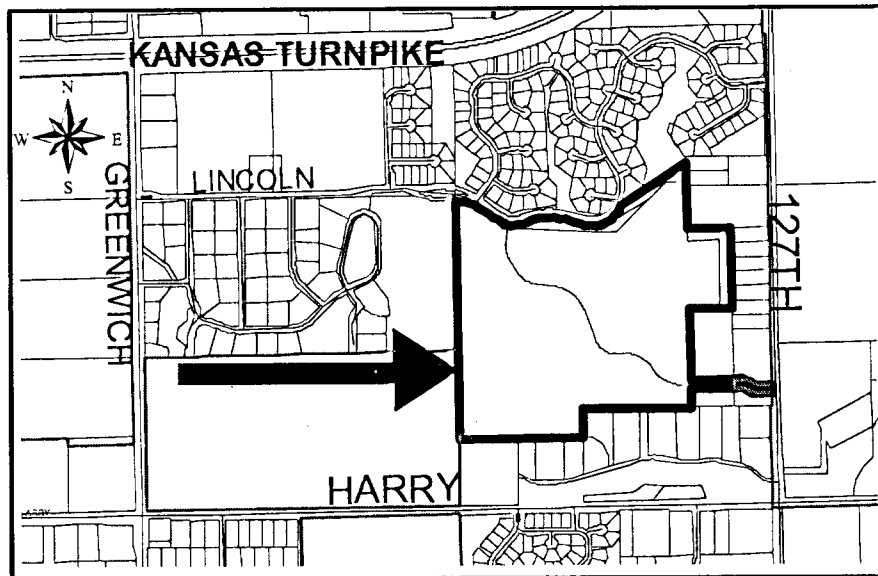 KANSAS TURNPIKE
N
W E
S
GREENWICH
LINCOLN
127TH
HARRY